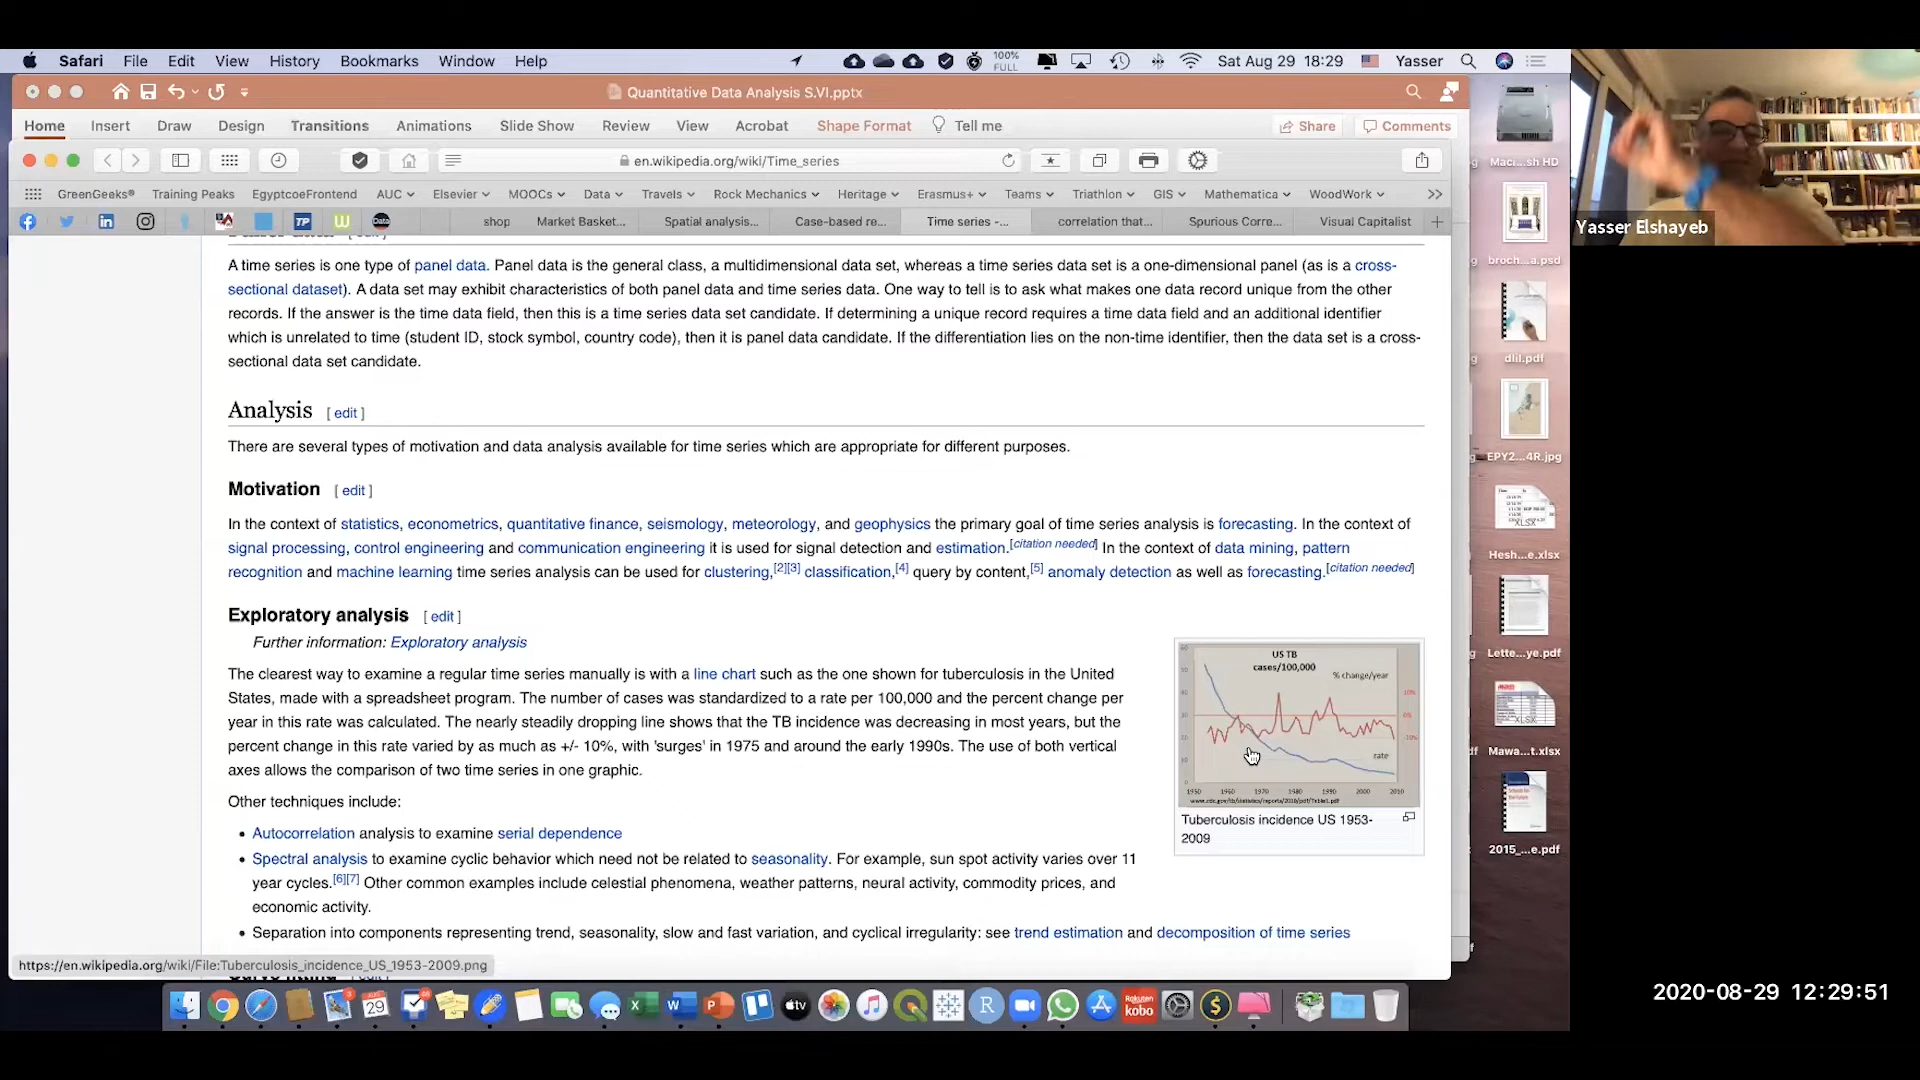 Safari File Edit View History Bookmarks Window Help 100% FULL Sat Aug 29 18:29 Yasser
Quantitative Data Analysis S.VI.pptx
Home Insert Draw Design Transitions Animations Slide Show Review View Acrobat Shape Format Tell me Share Comments
en.wikipedia.org/wiki/Time_series
GreenGeeks® Training Peaks EgyptcoeFrontend AUC Elsevier MOOCs Data Travels Rock Mechanics Heritage Erasmus+ Teams Triathlon GIS Mathematica WoodWork
shop Market Basket... Spatial analysis... Case-based re... Time series -... correlation that... Spurious Corre... Visual Capitalist
A time series is one type of panel data. Panel data is the general class, a multidimensional data set, whereas a time series data set is a one-dimensional panel (as is a cross-
sectional dataset). A data set may exhibit characteristics of both panel data and time series data. One way to tell is to ask what makes one data record unique from the other
records. If the answer is the time data field, then this is a time series data set candidate. If determining a unique record requires a time data field and an additional identifier
which is unrelated to time (student ID, stock symbol, country code), then it is panel data candidate. If the differentiation lies on the non-time identifier, then the data set is a cross-
sectional data set candidate.
Analysis [ edit ]
There are several types of motivation and data analysis available for time series which are appropriate for different purposes.
Motivation [ edit ]
In the context of statistics, econometrics, quantitative finance, seismology, meteorology, and geophysics the primary goal of time series analysis is forecasting. In the context of
signal processing, control engineering and communication engineering it is used for signal detection and estimation.[citation needed] In the context of data mining, pattern
recognition and machine learning time series analysis can be used for clustering,[2][3] classification,[4] query by content,[5] anomaly detection as well as forecasting.[citation needed]
Exploratory analysis [ edit ]
Further information: Exploratory analysis
The clearest way to examine a regular time series manually is with a line chart such as the one shown for tuberculosis in the United
States, made with a spreadsheet program. The number of cases was standardized to a rate per 100,000 and the percent change per
year in this rate was calculated. The nearly steadily dropping line shows that the TB incidence was decreasing in most years, but the
percent change in this rate varied by as much as +/- 10%, with 'surges' in 1975 and around the early 1990s. The use of both vertical
axes allows the comparison of two time series in one graphic.
Other techniques include:
Autocorrelation analysis to examine serial dependence
Spectral analysis to examine cyclic behavior which need not be related to seasonality. For example, sun spot activity varies over 11
year cycles.[6][7] Other common examples include celestial phenomena, weather patterns, neural activity, commodity prices, and
economic activity.
Separation into components representing trend, seasonality, slow and fast variation, and cyclical irregularity: see trend estimation and decomposition of time series
US TB
cases/100,000
% change/year
10%
0%
-10%
rate
1950 1960 1970 1980 1990 2000 2010
Tuberculosis incidence US 1953-
2009
https://en.wikipedia.org/wiki/File:Tuberculosis_incidence_US_1953-2009.png
Maci...sh HD
broch...a.psd
dlil.pdf
EPY2...4R.jpg
XLSX
Hesh...e.xlsx
Lette...ye.pdf
XLSX
Mawa...t.xlsx
2015_...e.pdf
Yasser Elshayeb
2020-08-29 12:29:51
AUG
29
Rakuten
kobo